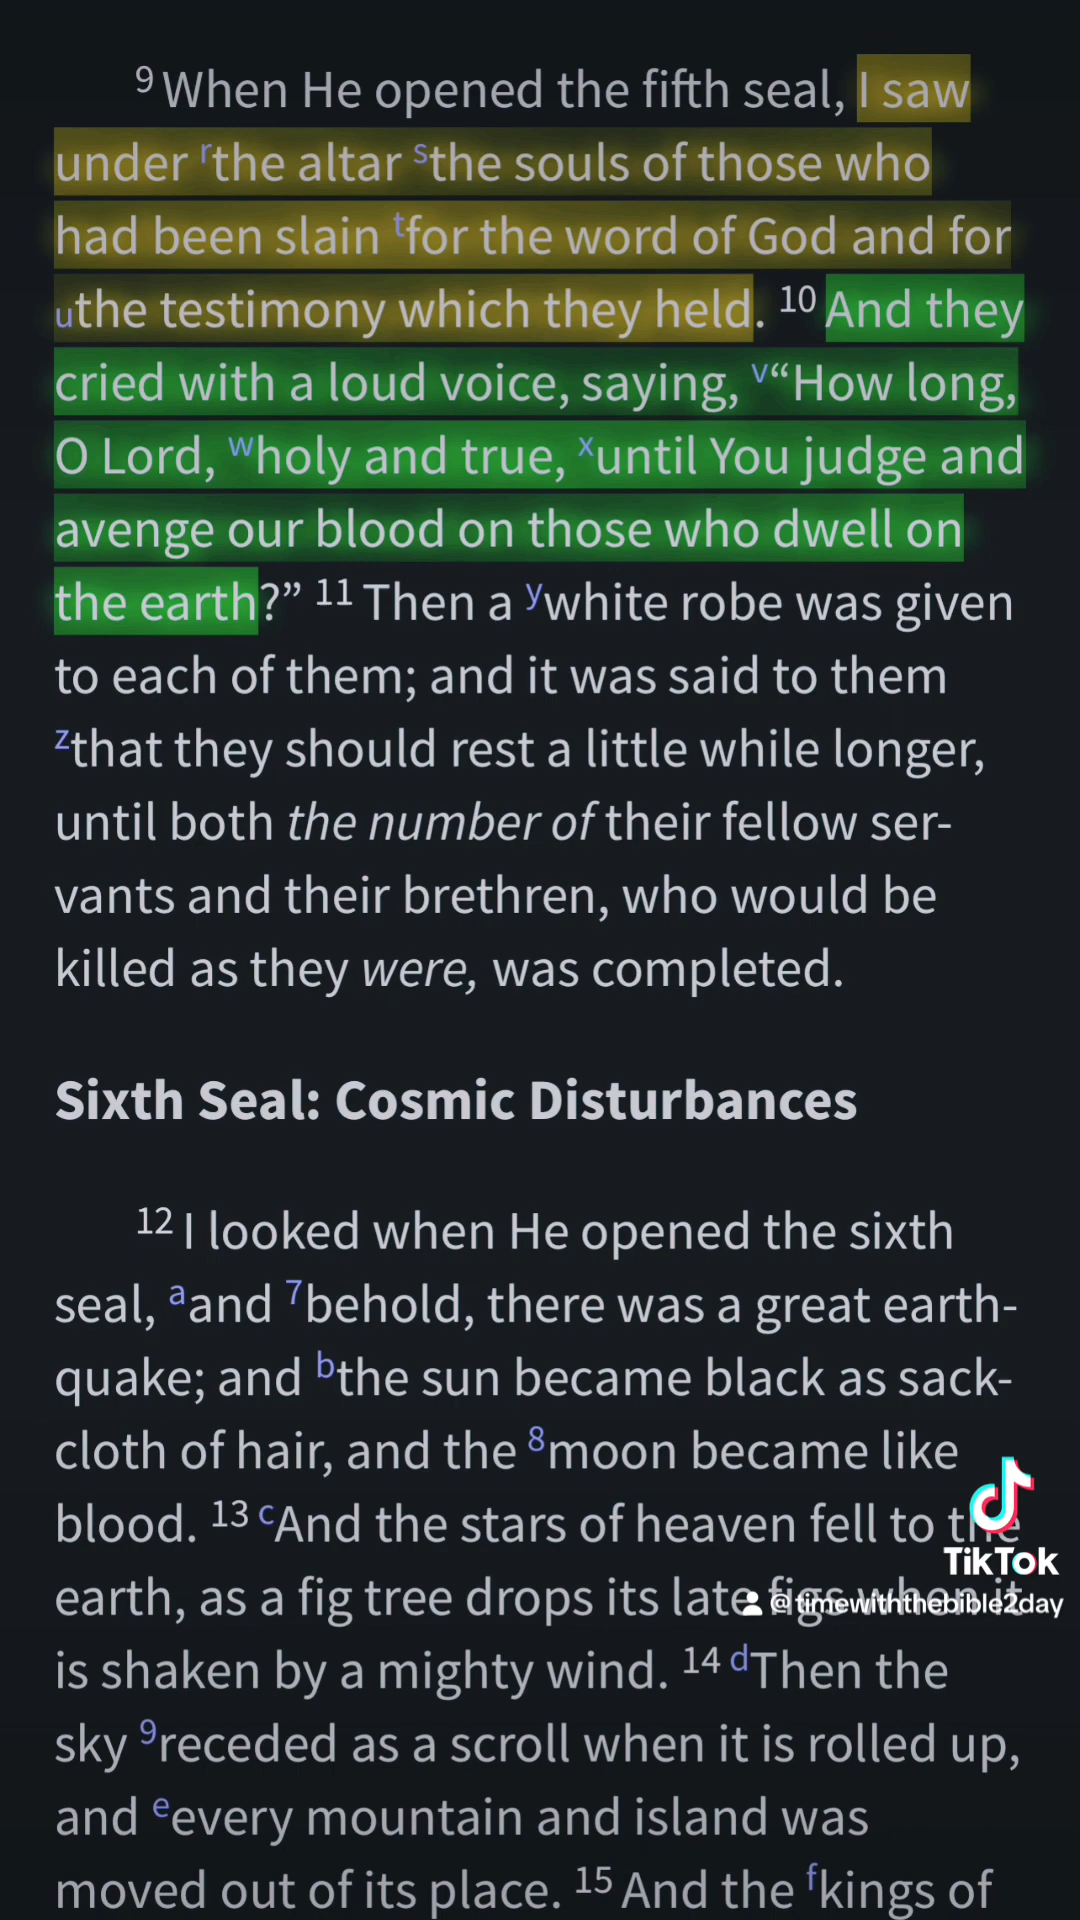 9 When He opened the fifth seal, I saw
under rthe altar sthe souls of those who
had been slain tfor the word of God and for
uthe testimony which they held. 10 And they
cried with a loud voice, saying, v“How long,
O Lord, wholy and true, xuntil You judge and
avenge our blood on those who dwell on
the earth?” 11 Then a ywhite robe was given
to each of them; and it was said to them
zthat they should rest a little while longer,
until both the number of their fellow ser-
vants and their brethren, who would be
killed as they were, was completed.
Sixth Seal: Cosmic Disturbances
12 I looked when He opened the sixth
seal, aand 7behold, there was a great earth-
quake; and bthe sun became black as sack-
cloth of hair, and the 8moon became like
blood. 13 cAnd the stars of heaven fell to the
TikTok
earth, as a fig tree drops its late figs when it
@timewiththebible2day
is shaken by a mighty wind. 14 dThen the
sky 9receded as a scroll when it is rolled up,
and eevery mountain and island was
moved out of its place. 15 And the fkings of